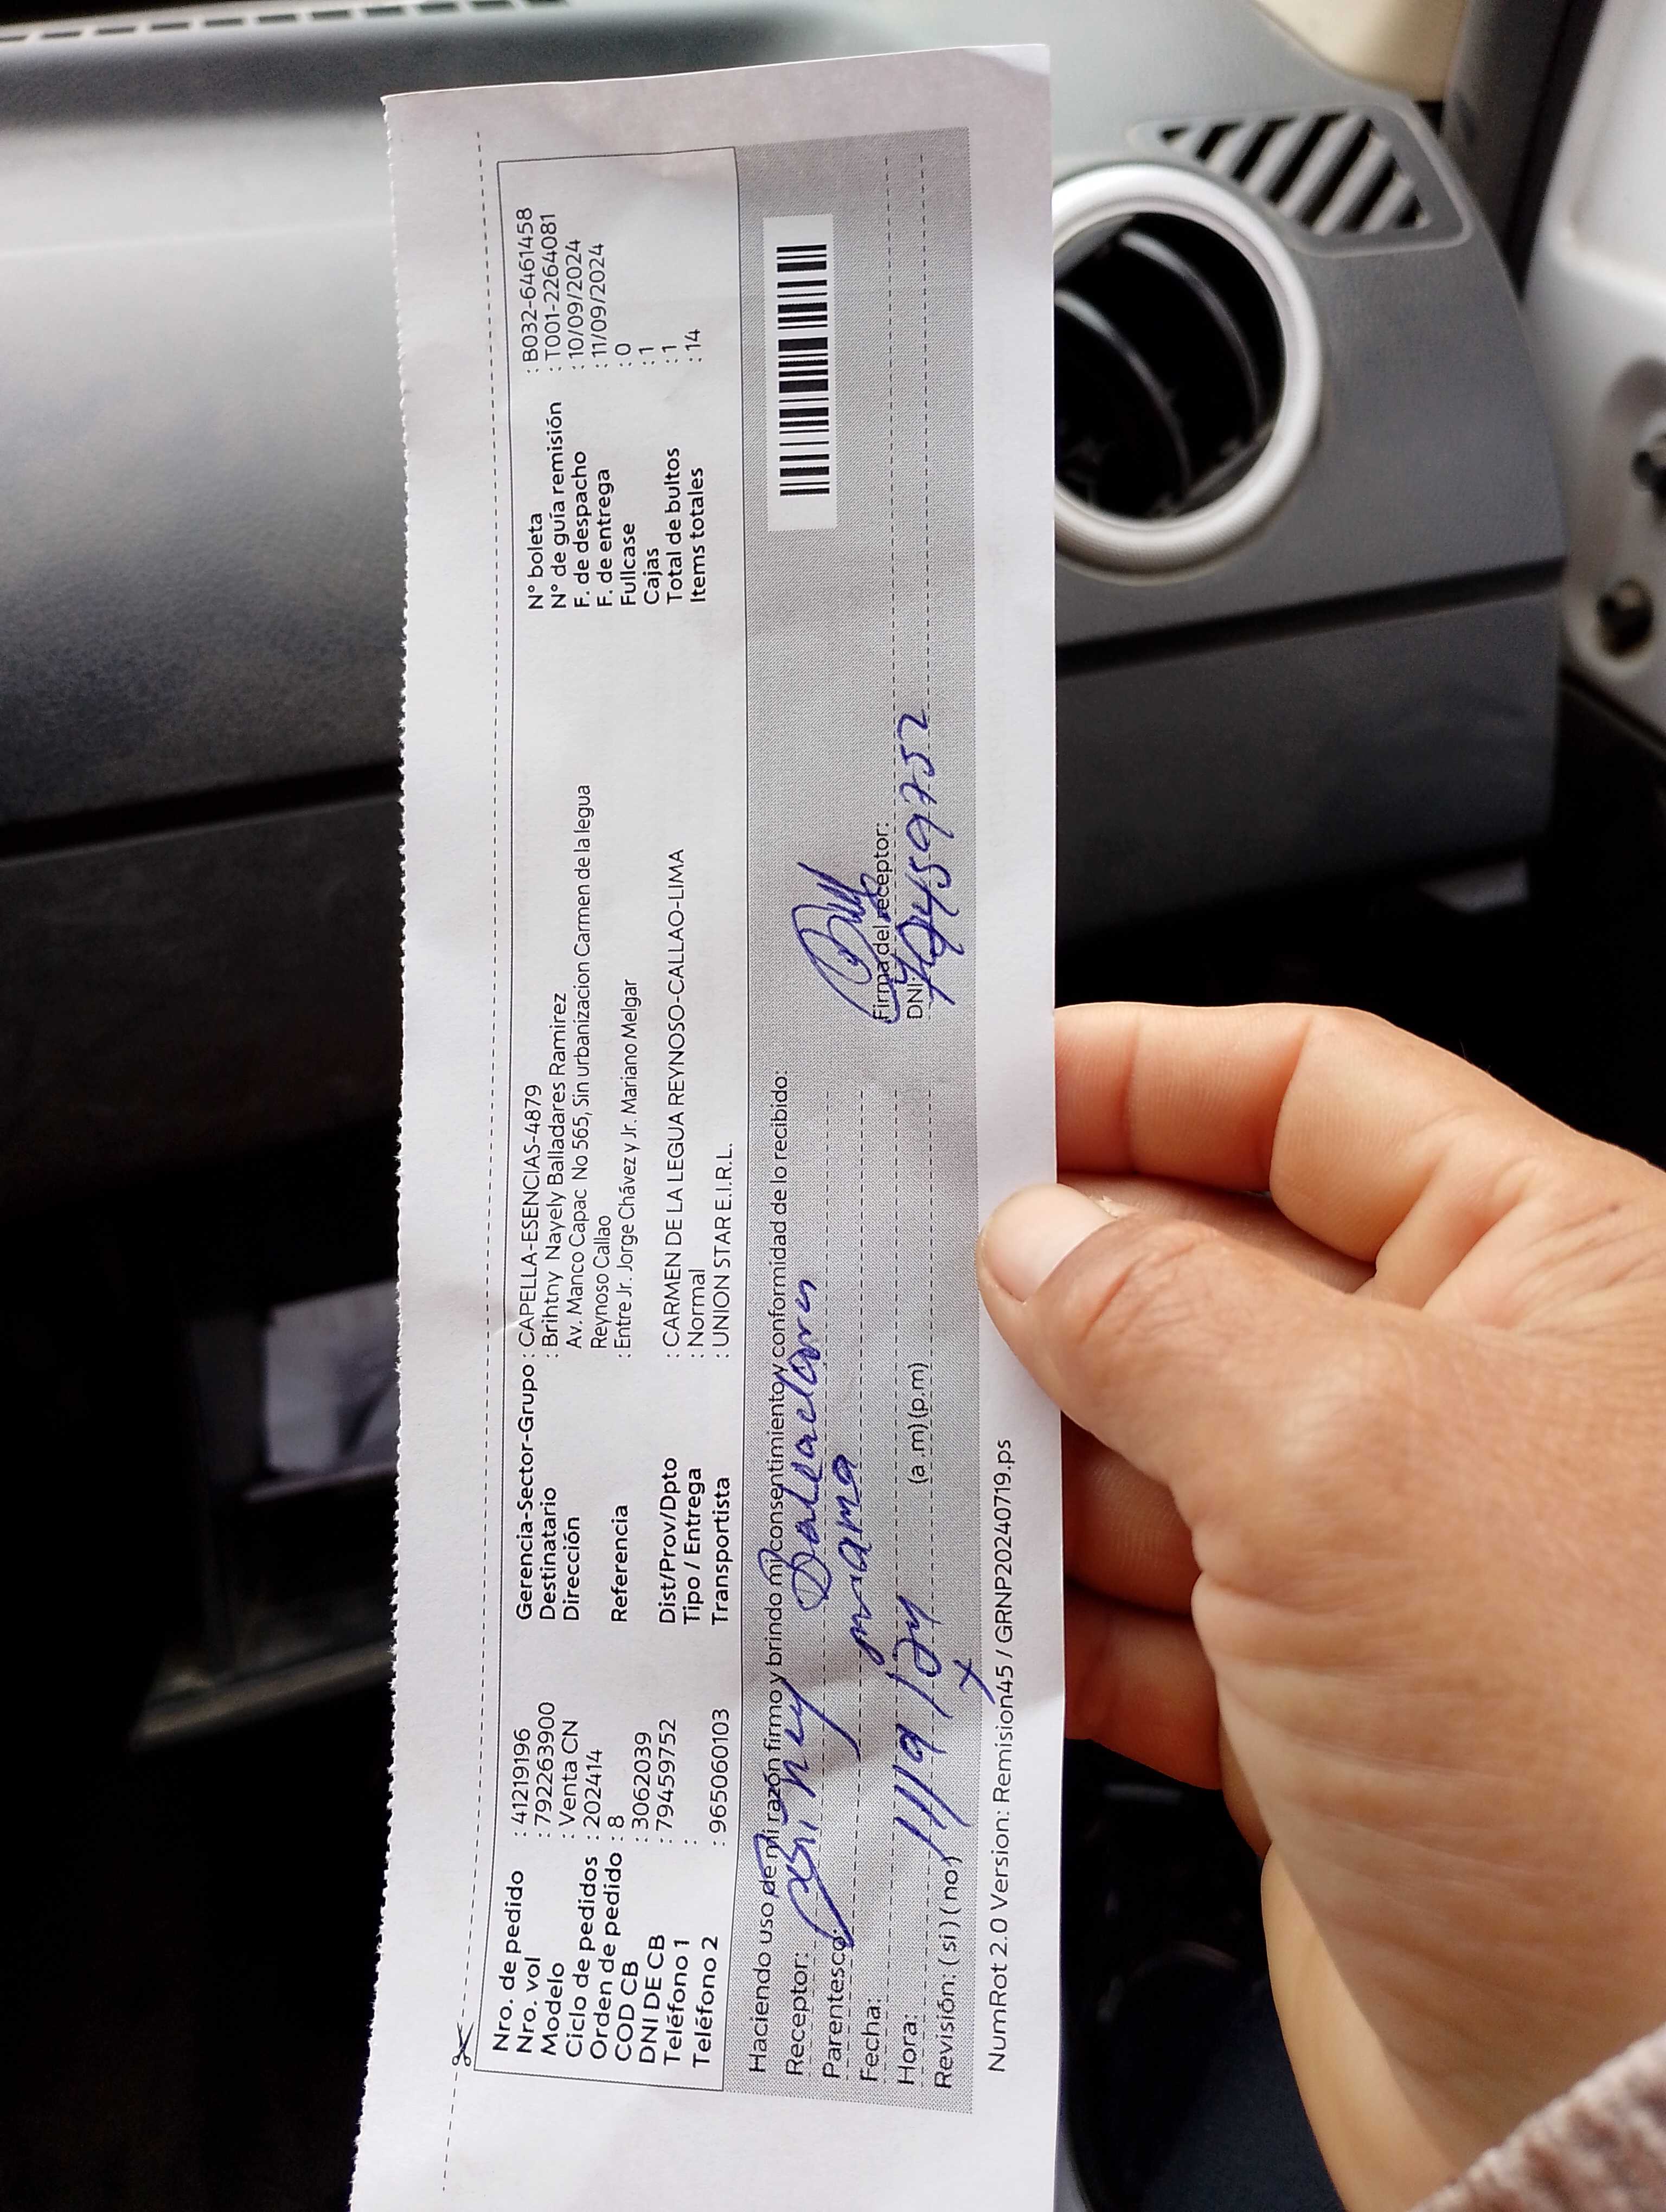 Nro. de pedido : 41219196
Nro. vol : 792263900
Modelo : Venta CN
Ciclo de pedidos : 202414
Orden de pedido : 8
COD CB : 3062039
DNI DE CB : 79459752
Teléfono 1 :
Teléfono 2 : 965060103
Gerencia-Sector-Grupo : CAPELLA-ESENCIAS-4879
Destinatario : Brihtny Nayely Balladares Ramirez
Dirección Av. Manco Capac No 565, Sin urbanizacion Carmen de la legua
Reynoso Callao
Referencia : Entre Jr. Jorge Chávez y Jr. Mariano Melgar
Dist/Prov/Dpto : CARMEN DE LA LEGUA REYNOSO-CALLAO-LIMA
Tipo / Entrega : Normal
Transportista : UNION STAR E.I.R.L.
N° boleta : B032-6461458
N° de guía remisión : T001-2264081
F. de despacho : 10/09/2024
F. de entrega : 11/09/2024
Fullcase : 0
Cajas : 1
Total de bultos : 1
Items totales : 14
Haciendo uso de mi razón firmo y brindo mi consentimiento y conformidad de lo recibido:
Receptor:
Parentesco: mama
Fecha: 11/9/24
Hora: (a .m) (p.m)
Revisión: ( si ) ( no )
Firma del receptor:
DNI: 79459752
NumRot 2.0 Version: Remision45 / GRNP20240719.ps